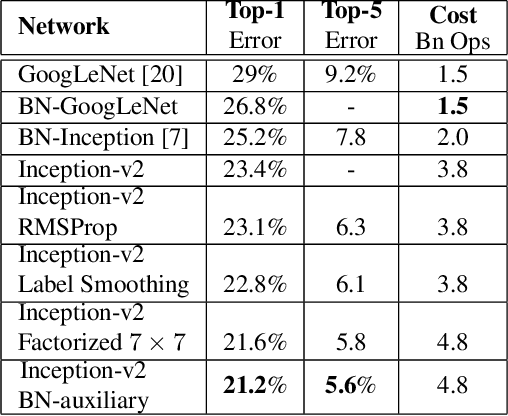 Network Top-1 Error Top-5 Error Cost Bn Ops
GoogLeNet [20] 29% 9.2% 1.5
BN-GoogLeNet 26.8% - 1.5
BN-Inception [7] 25.2% 7.8 2.0
Inception-v2 23.4% - 3.8
Inception-v2
RMSProp 23.1% 6.3 3.8
Inception-v2
Label Smoothing 22.8% 6.1 3.8
Inception-v2
Factorized 7 × 7 21.6% 5.8 4.8
Inception-v2
BN-auxiliary 21.2% 5.6% 4.8